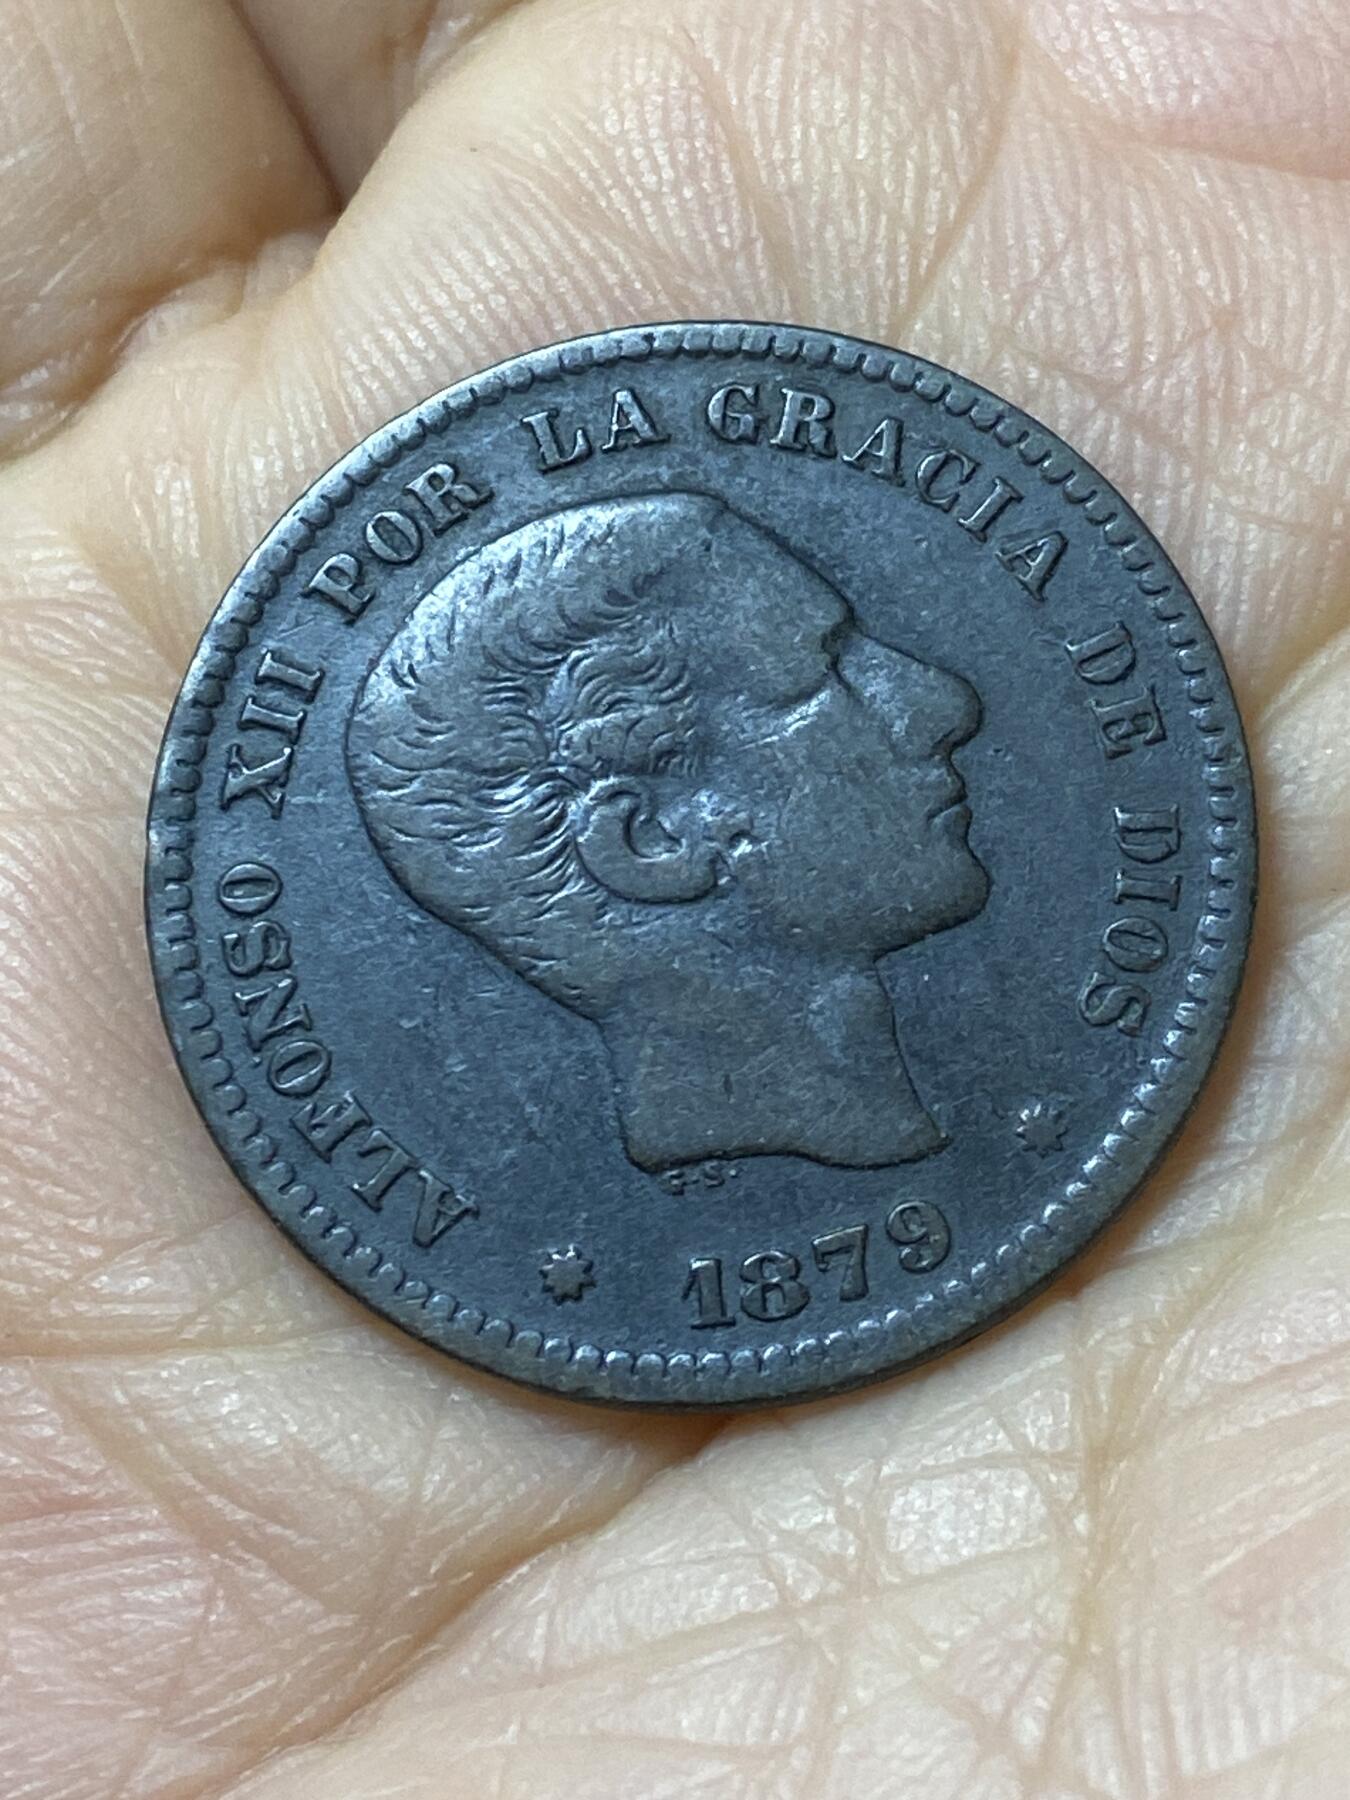 ALFONSO XII POR LA GRACIA DE DIOS
G·S·
1879